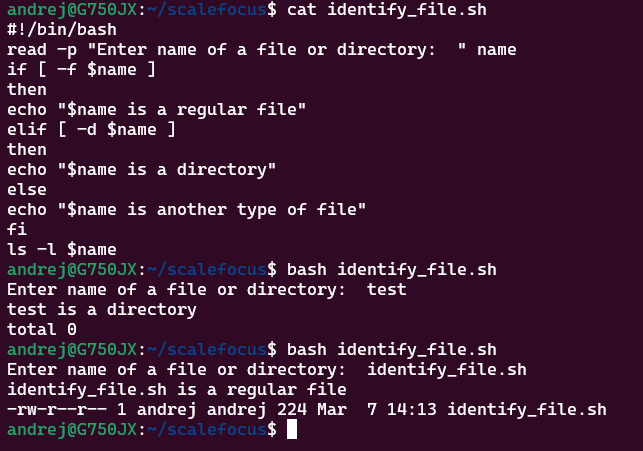 andrej@G750JX:~/scalefocus$ cat identify_file.sh
#!/bin/bash
read -p "Enter name of a file or directory:  " name
if [ -f $name ]
then
echo "$name is a regular file"
elif [ -d $name ]
then
echo "$name is a directory"
else
echo "$name is another type of file"
fi
ls -l $name
andrej@G750JX:~/scalefocus$ bash identify_file.sh
Enter name of a file or directory:  test
test is a directory
total 0
andrej@G750JX:~/scalefocus$ bash identify_file.sh
Enter name of a file or directory:  identify_file.sh
identify_file.sh is a regular file
-rw-r--r-- 1 andrej andrej 224 Mar  7 14:13 identify_file.sh
andrej@G750JX:~/scalefocus$